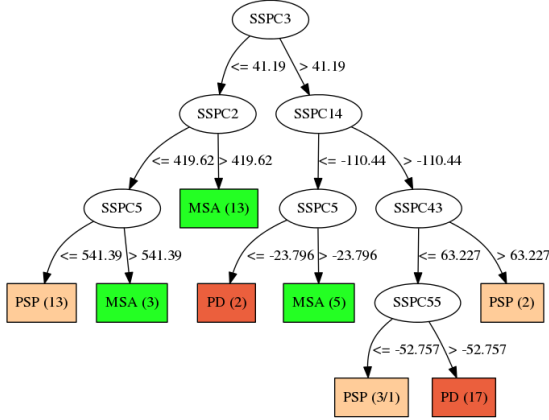 SSPC3
<= 41.19 > 41.19
SSPC2 SSPC14
<= 419.62 > 419.62 <= -110.44 > -110.44
SSPC5 MSA (13) SSPC5 SSPC43
<= 541.39 > 541.39 <= -23.796 > -23.796 <= 63.227 > 63.227
PSP (13) MSA (3) PD (2) MSA (5) SSPC55 PSP (2)
<= -52.757 > -52.757
PSP (3/1) PD (17)